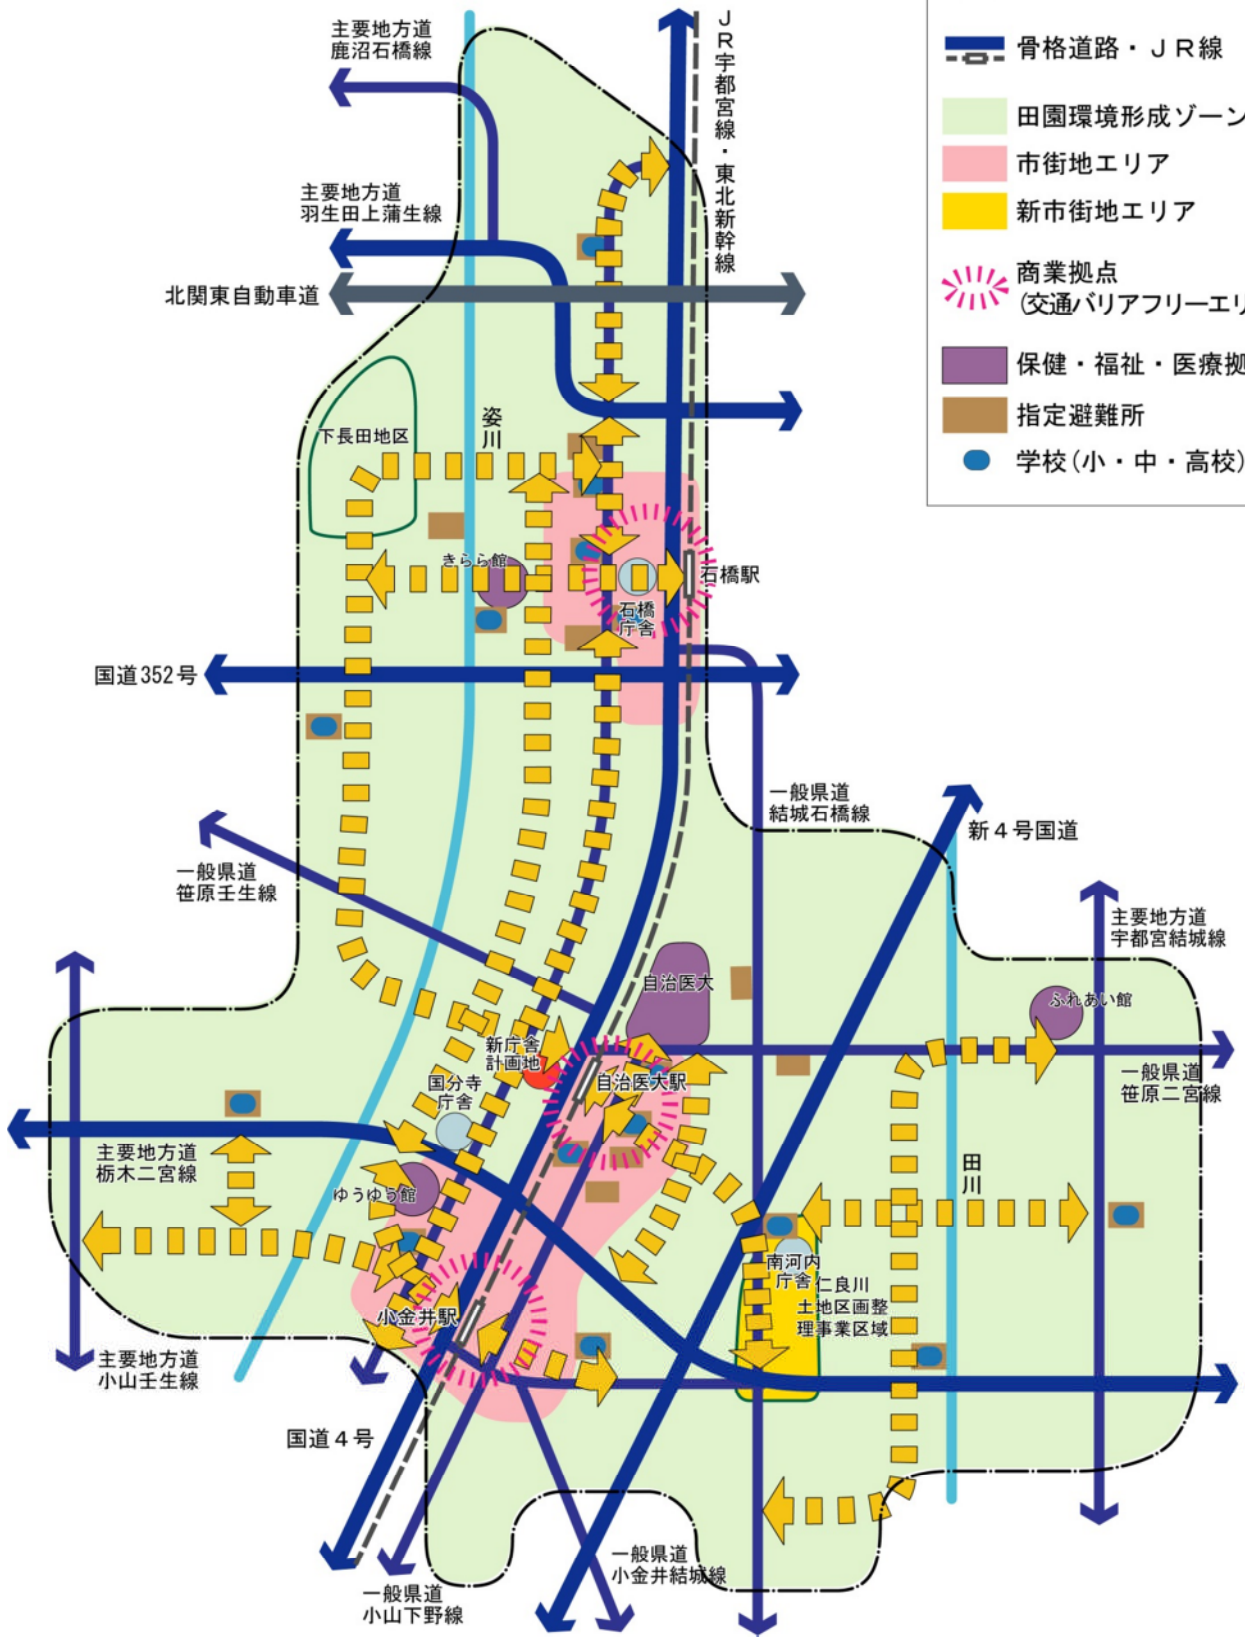 主要地方道
鹿沼石橋線
JR宇都宮線・東北新幹線
骨格道路・JR線
田園環境形成ゾーン
市街地エリア
新市街地エリア
商業拠点
(交通バリアフリーエリ
保健・福祉・医療拠
指定避難所
学校(小・中・高校)
主要地方道
羽生田上蒲生線
北関東自動車道
下長田地区
姿川
きらら館
石橋駅
石橋
庁舎
国道352号
一般県道
結城石橋線
新4号国道
一般県道
笹原壬生線
主要地方道
宇都宮結城線
自治医大
ふれあい館
新庁舎
計画地
国分寺
庁舎
自治医大駅
一般県道
笹原二宮線
主要地方道
栃木二宮線
田川
ゆうゆう館
南河内
庁舎
仁良川
土地区画整
理事業区域
小金井駅
主要地方道
小山壬生線
国道4号
一般県道
小金井結城線
一般県道
小山下野線